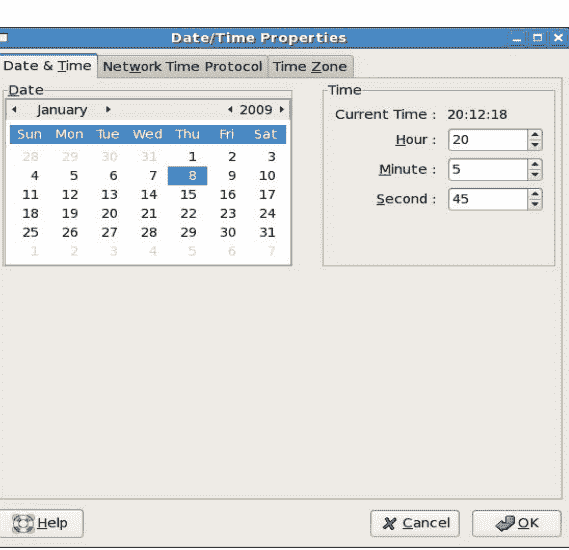 Date/Time Properties
Date & Time Network Time Protocol Time Zone
Date
January 2009
Sun Mon Tue Wed Thu Fri Sat
28 29 30 31 1 2 3
4 5 6 7 8 9 10
11 12 13 14 15 16 17
18 19 20 21 22 23 24
25 26 27 28 29 30 31
1 2 3 4 5 6 7
Time
Current Time : 20:12:18
Hour : 20
Minute : 5
Second : 45
Help Cancel OK